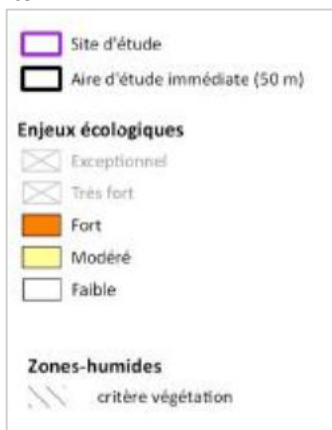 Site d'étude
Aire d'étude immédiate (50 m)
Enjeux écologiques
Exceptionnel
Très fort
Fort
Modéré
Faible
Zones-humides
critère végétation